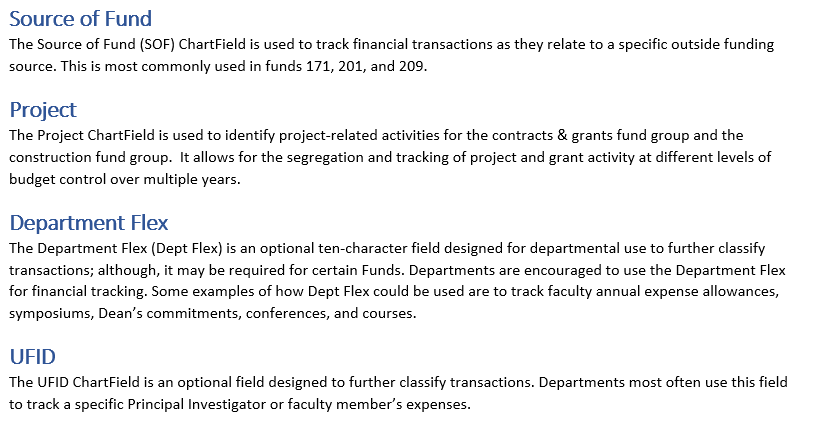 Source of Fund
The Source of Fund (SOF) ChartField is used to track financial transactions as they relate to a specific outside funding
source. This is most commonly used in funds 171, 201, and 209.
Project
The Project ChartField is used to identify project-related activities for the contracts & grants fund group and the
construction fund group.  It allows for the segregation and tracking of project and grant activity at different levels of
budget control over multiple years.
Department Flex
The Department Flex (Dept Flex) is an optional ten-character field designed for departmental use to further classify
transactions; although, it may be required for certain Funds. Departments are encouraged to use the Department Flex
for financial tracking. Some examples of how Dept Flex could be used are to track faculty annual expense allowances,
symposiums, Dean’s commitments, conferences, and courses.
UFID
The UFID ChartField is an optional field designed to further classify transactions. Departments most often use this field
to track a specific Principal Investigator or faculty member’s expenses.